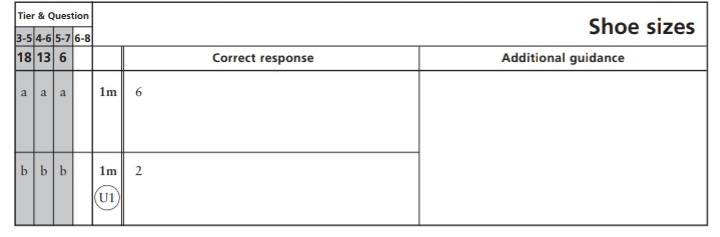 Tier & Question
Shoe sizes
3-5 4-6 5-7 6-8
18 13 6 Correct response Additional guidance
a a a 1m 6
b b b 1m 2
U1